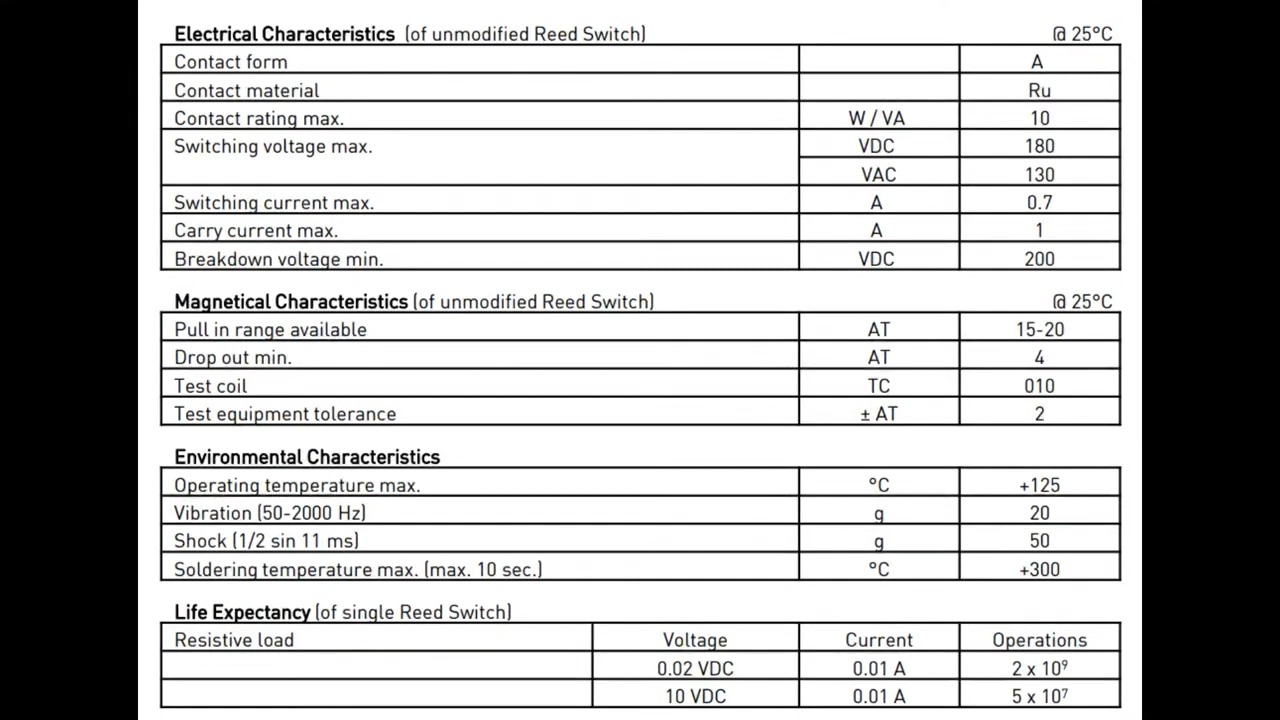 Electrical Characteristics (of unmodified Reed Switch) @ 25°C
Contact form A
Contact material Ru
Contact rating max. W / VA 10
Switching voltage max. VDC 180
VAC 130
Switching current max. A 0.7
Carry current max. A 1
Breakdown voltage min. VDC 200
Magnetical Characteristics (of unmodified Reed Switch) @ 25°C
Pull in range available AT 15-20
Drop out min. AT 4
Test coil TC 010
Test equipment tolerance ± AT 2
Environmental Characteristics
Operating temperature max. °C +125
Vibration (50-2000 Hz) g 20
Shock (1/2 sin 11 ms) g 50
Soldering temperature max. (max. 10 sec.) °C +300
Life Expectancy (of single Reed Switch)
Resistive load Voltage Current Operations
0.02 VDC 0.01 A 2 x 10⁹
10 VDC 0.01 A 5 x 10⁷